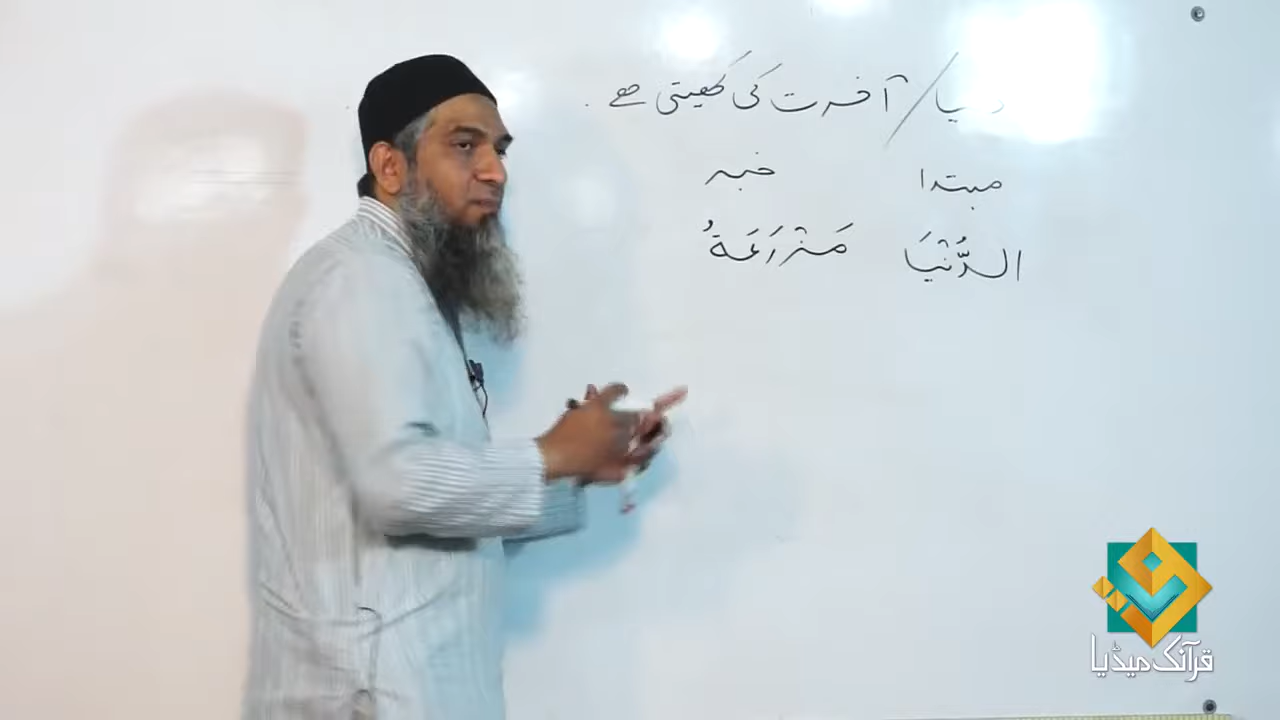 دنیا / آخرت کی کھیتی ہے .
مبتدا خبر
الدُّنْيَا مَزْرَعَةُ
قرآنک میڈیا